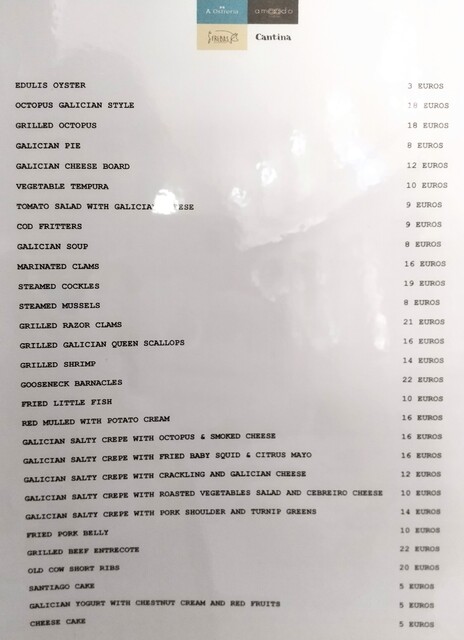 A Dunieira
amendo
Cantina
EDULIS OYSTER 3 EUROS
OCTOPUS GALICIAN STYLE 18 EUROS
GRILLED OCTOPUS 18 EUROS
GALICIAN PIE 8 EUROS
GALICIAN CHEESE BOARD 12 EUROS
VEGETABLE TEMPURA 10 EUROS
TOMATO SALAD WITH GALICIA ESE 9 EUROS
COD FRITTERS 9 EUROS
GALICIAN SOUP 8 EUROS
MARINATED CLAMS 16 EUROS
STEAMED COCKLES 19 EUROS
STEAMED MUSSELS 8 EUROS
GRILLED RAZOR CLAMS 21 EUROS
GRILLED GALICIAN QUEEN SCALLOPS 16 EUROS
GRILLED SHRIMP 14 EUROS
GOOSENECK BARNACLES 22 EUROS
FRIED LITTLE FISH 10 EUROS
RED MULLED WITH POTATO CREAM 16 EUROS
GALICIAN SALTY CREPE WITH OCTOPUS & SMOKED CHEESE 16 EUROS
GALICIAN SALTY CREPE WITH FRIED BABY SQUID & CITRUS MAYO 16 EUROS
GALICIAN SALTY CREPE WITH CRACKLING AND GALICIAN CHEESE 12 EUROS
GALICIAN SALTY CREPE WITH ROASTED VEGETABLES SALAD AND CEBREIRO CHEESE 10 EUROS
GALICIAN SALTY CREPE WITH PORK SHOULDER AND TURNIP GREENS 14 EUROS
FRIED PORK BELLY 10 EUROS
GRILLED BEEF ENTRECOTE 22 EUROS
OLD COW SHORT RIBS 20 EUROS
SANTIAGO CAKE 5 EUROS
GALICIAN YOGURT WITH CHESTNUT CREAM AND RED FRUITS 5 EUROS
CHEESE CAKE 5 EUROS